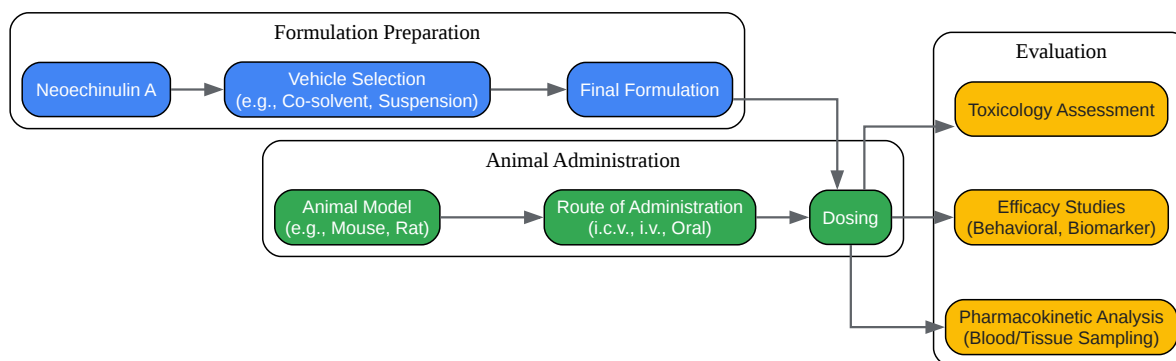 Formulation Preparation
Neoechinulin A
Vehicle Selection
(e.g., Co-solvent, Suspension)
Final Formulation
Animal Administration
Animal Model
(e.g., Mouse, Rat)
Route of Administration
(i.c.v., i.v., Oral)
Dosing
Evaluation
Toxicology Assessment
Efficacy Studies
(Behavioral, Biomarker)
Pharmacokinetic Analysis
(Blood/Tissue Sampling)